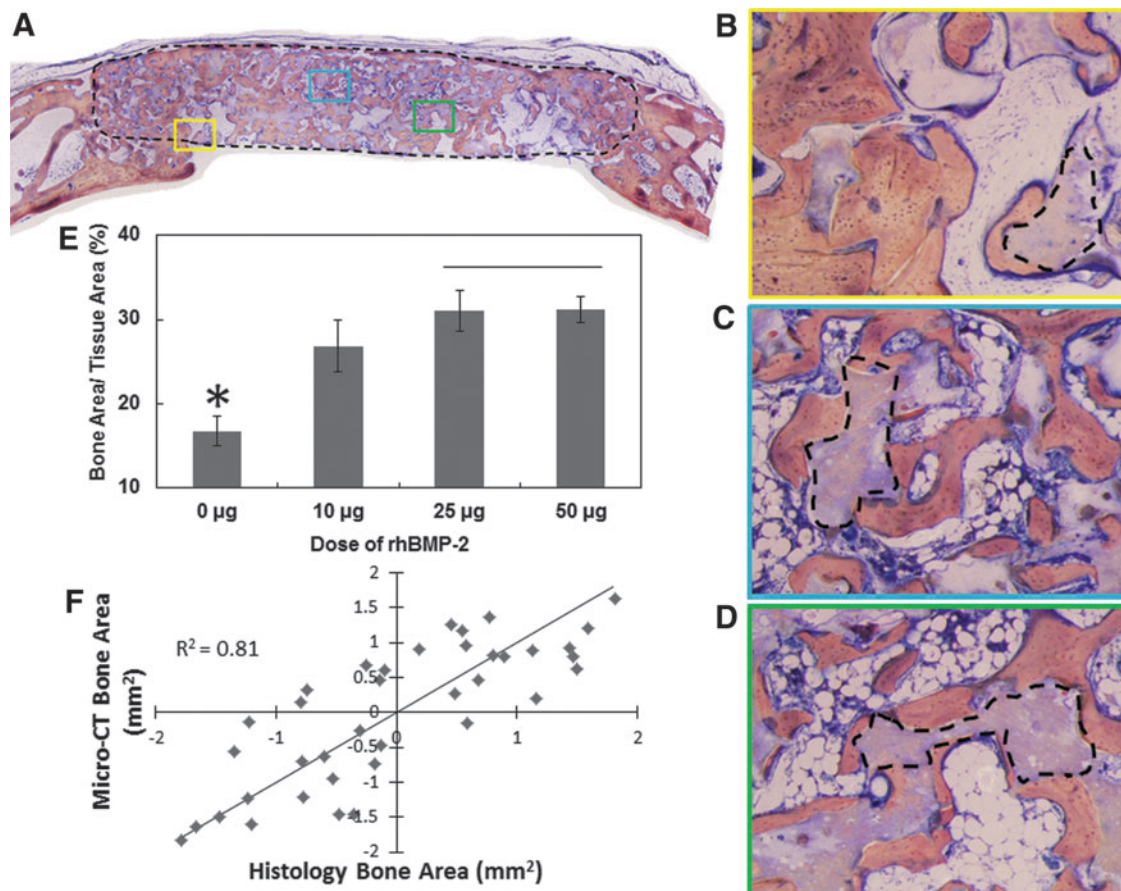 A
B
C
D
E
Bone Area/ Tissue Area (%)
40
30
20
10
*
0 µg
10 µg
25 µg
50 µg
Dose of rhBMP-2
F
Micro-CT Bone Area
(mm²)
R² = 0.81
2
1.5
1
0.5
0
-0.5
-1
-1.5
-2
-2
-1
0
1
2
Histology Bone Area (mm²)